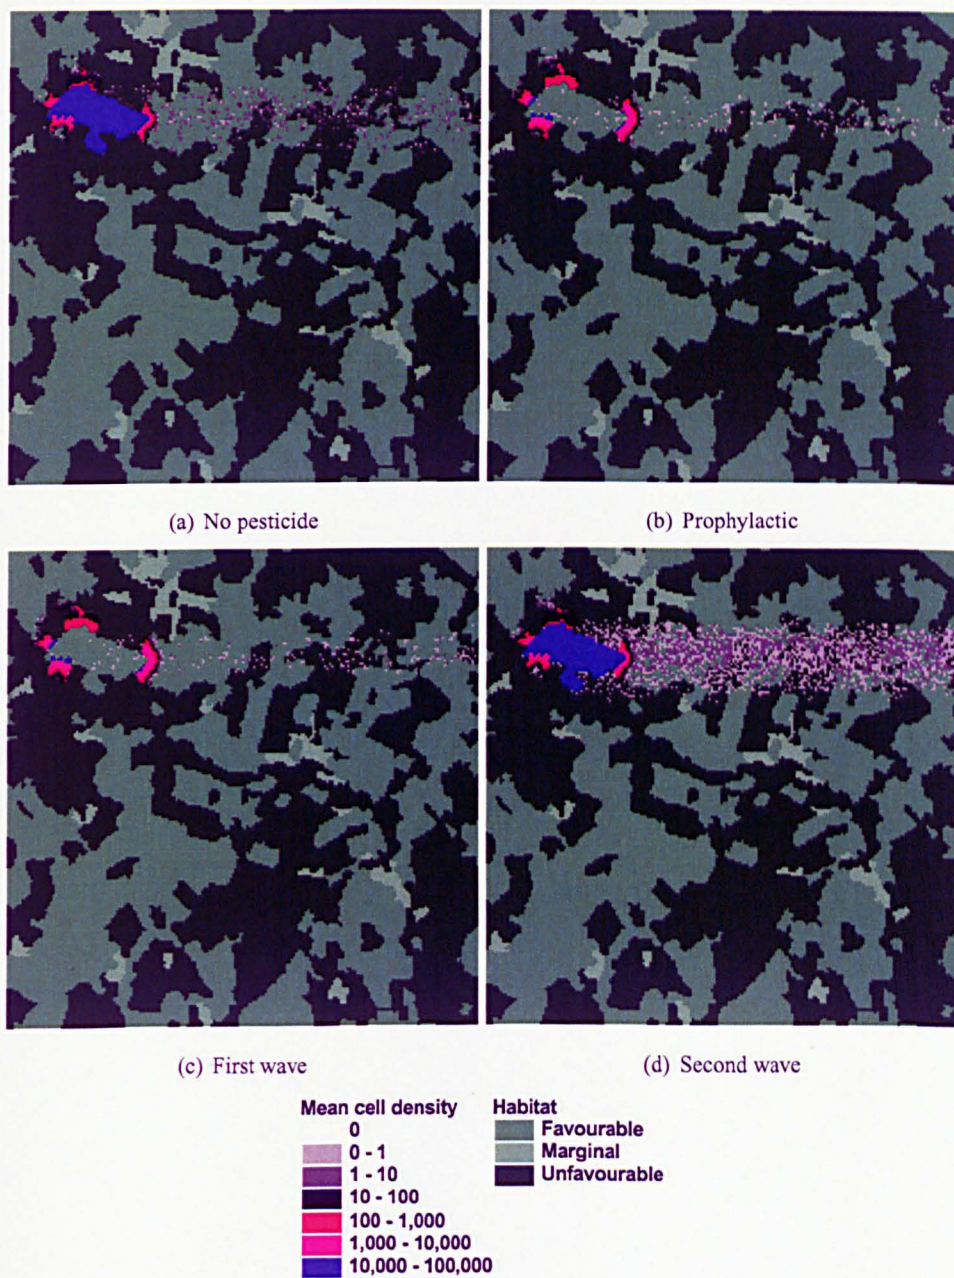 (a) No pesticide
(b) Prophylactic
(c) First wave
(d) Second wave
Mean cell density
0
0 - 1
1 - 10
10 - 100
100 - 1,000
1,000 - 10,000
10,000 - 100,000
Habitat
Favourable
Marginal
Unfavourable